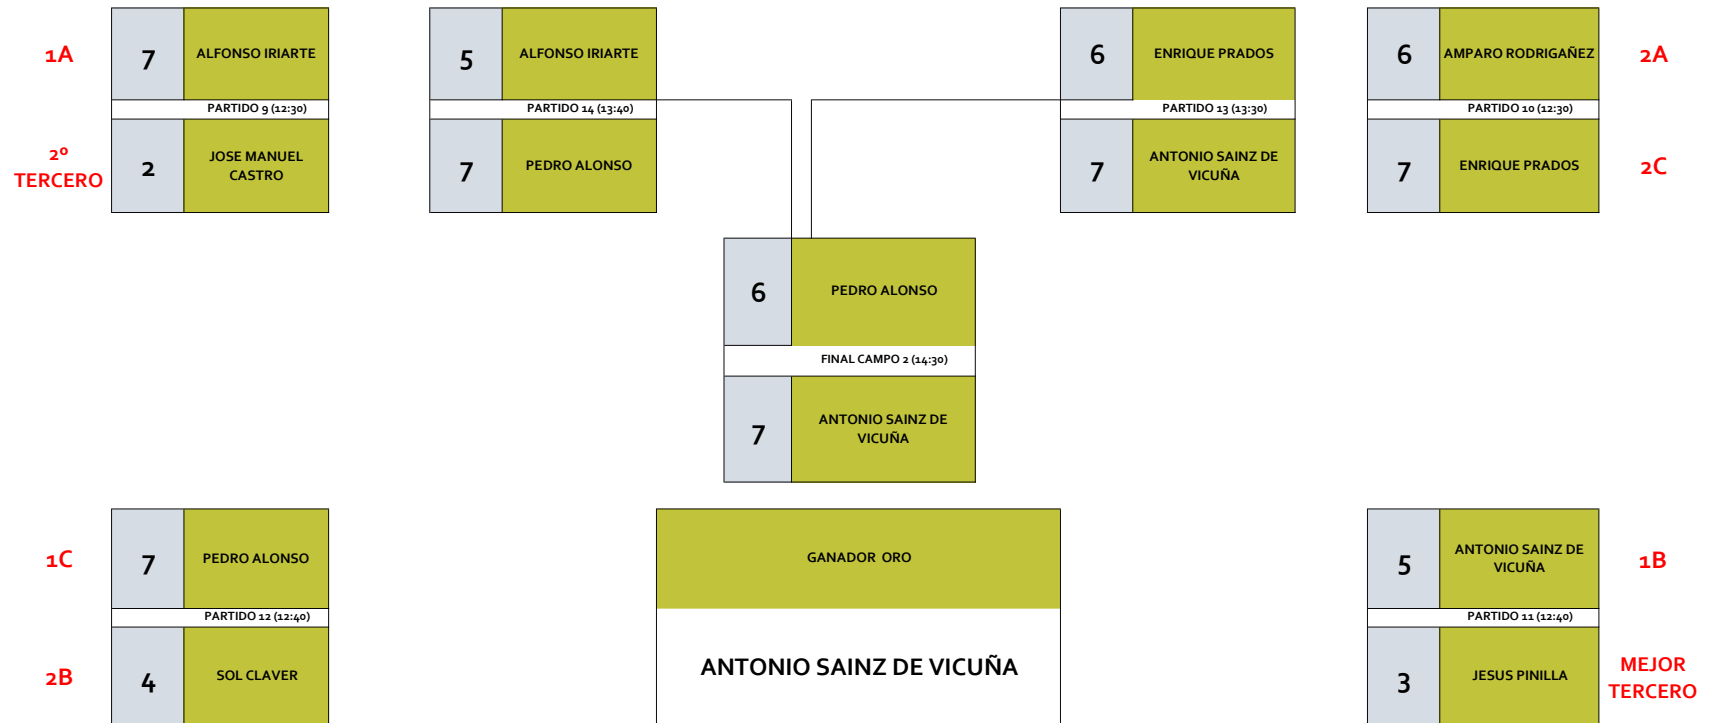 1A
7
ALFONSO IRIARTE
PARTIDO 9 (12:30)
2º
TERCERO
2
JOSE MANUEL
CASTRO
5
ALFONSO IRIARTE
PARTIDO 14 (13:40)
7
PEDRO ALONSO
6
ENRIQUE PRADOS
PARTIDO 13 (13:30)
7
ANTONIO SAINZ DE
VICUÑA
6
AMPARO RODRIGAÑEZ
2A
PARTIDO 10 (12:30)
7
ENRIQUE PRADOS
2C
6
PEDRO ALONSO
FINAL CAMPO 2 (14:30)
7
ANTONIO SAINZ DE
VICUÑA
1C
7
PEDRO ALONSO
PARTIDO 12 (12:40)
2B
4
SOL CLAVER
GANADOR ORO
ANTONIO SAINZ DE VICUÑA
5
ANTONIO SAINZ DE
VICUÑA
1B
PARTIDO 11 (12:40)
3
JESUS PINILLA
MEJOR
TERCERO